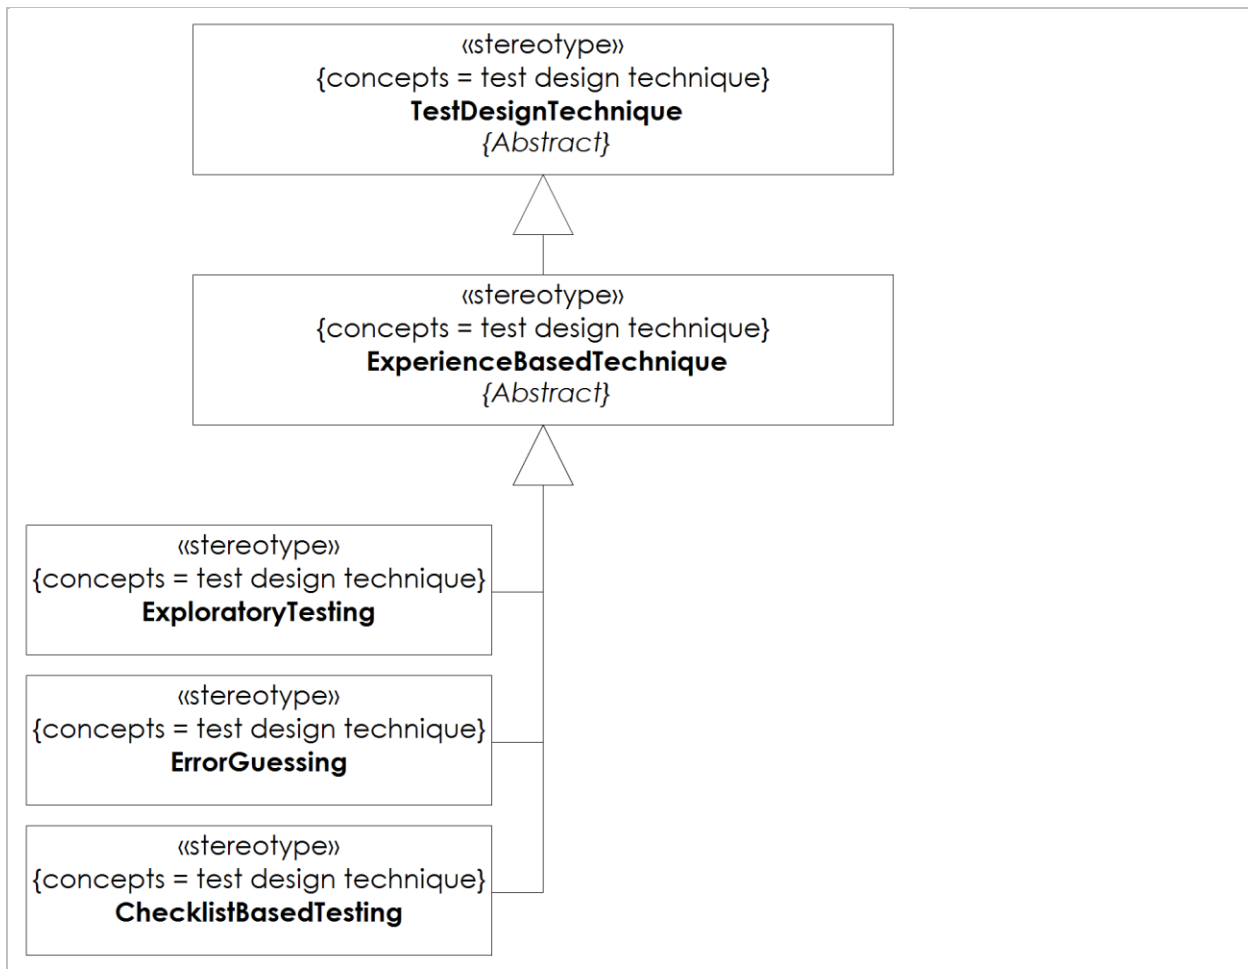 «stereotype»
{concepts = test design technique}
TestDesignTechnique
{Abstract}
«stereotype»
{concepts = test design technique}
ExperienceBasedTechnique
{Abstract}
«stereotype»
{concepts = test design technique}
ExploratoryTesting
«stereotype»
{concepts = test design technique}
ErrorGuessing
«stereotype»
{concepts = test design technique}
ChecklistBasedTesting